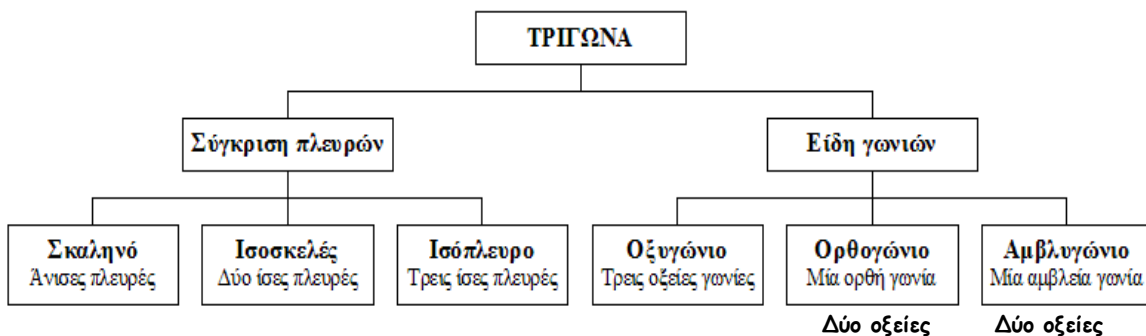 ΤΡΙΓΩΝΑ
Σύγκριση πλευρών
Είδη γωνιών
Σκαληνό
Άνισες πλευρές
Ισοσκελές
Δύο ίσες πλευρές
Ισόπλευρο
Τρεις ίσες πλευρές
Οξυγώνιο
Τρεις οξείες γωνίες
Ορθογώνιο
Μία ορθή γωνία
Δύο οξείες
Αμβλυγώνιο
Μία αμβλεία γωνία
Δύο οξείες